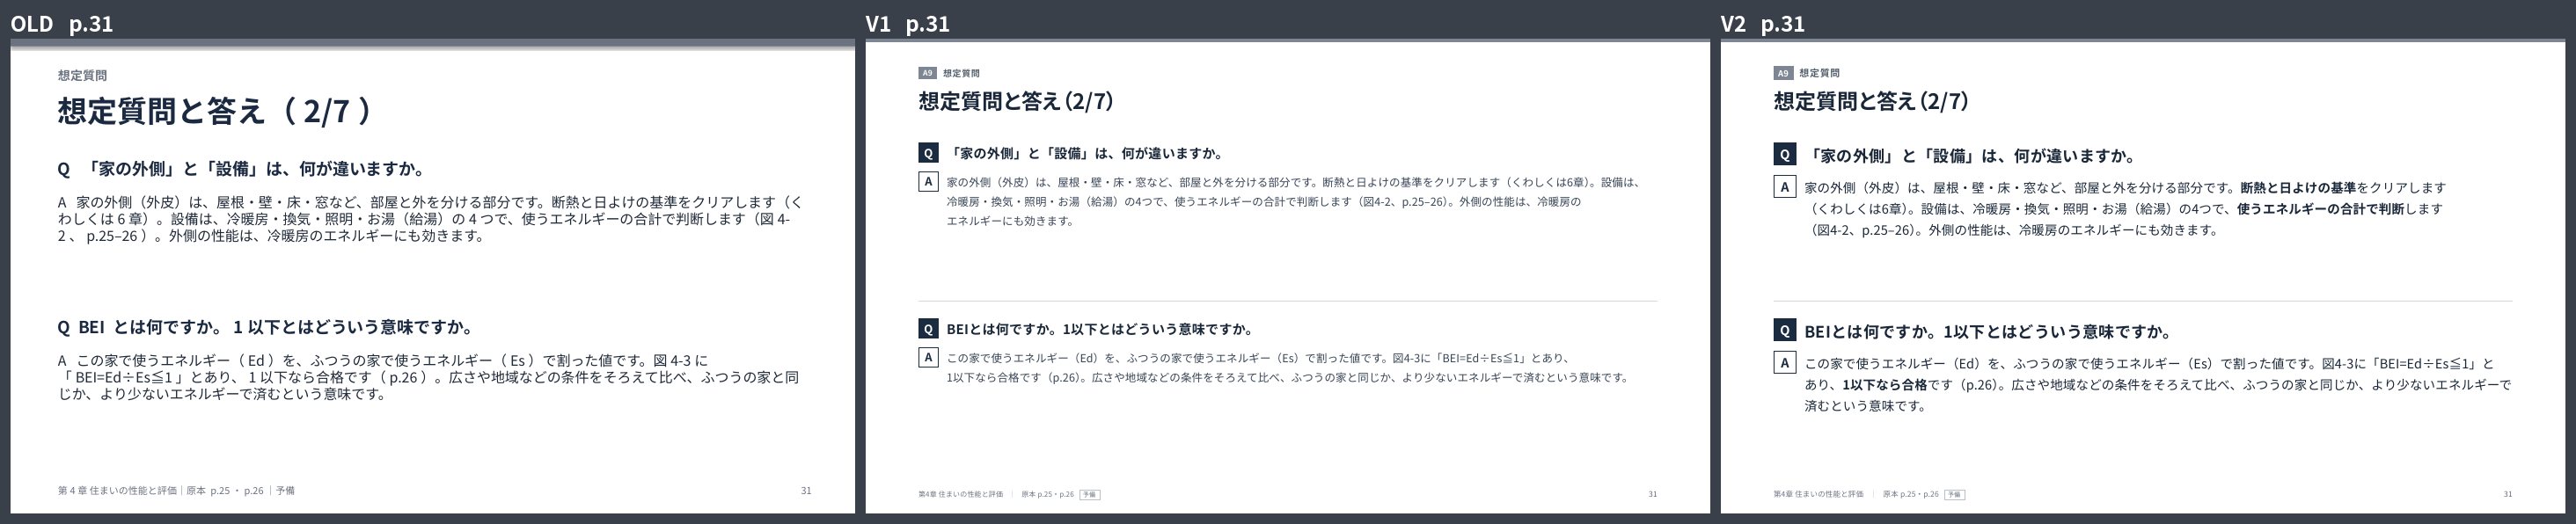 OLD p.31
想定質問
想定質問と答え（ 2/7 ）
Q 「家の外側」と「設備」は、何が違いますか。
A 家の外側（外皮）は、屋根・壁・床・窓など、部屋と外を分ける部分です。断熱と日よけの基準をクリアします（く
わしくは 6 章）。設備は、冷暖房・換気・照明・お湯（給湯）の 4 つで、使うエネルギーの合計で判断します（図 4-
2 、 p.25–26 ）。外側の性能は、冷暖房のエネルギーにも効きます。
Q BEI とは何ですか。 1 以下とはどういう意味ですか。
A この家で使うエネルギー（ Ed ）を、ふつうの家で使うエネルギー（ Es ）で割った値です。図 4-3 に
「 BEI=Ed÷Es≦1 」とあり、 1 以下なら合格です（ p.26 ）。広さや地域などの条件をそろえて比べ、ふつうの家と同
じか、より少ないエネルギーで済むという意味です。
第 4 章 住まいの性能と評価｜原本 p.25 ・ p.26 ｜予備
31
V1 p.31
A9 想定質問
想定質問と答え（2/7）
Q 「家の外側」と「設備」は、何が違いますか。
A 家の外側（外皮）は、屋根・壁・床・窓など、部屋と外を分ける部分です。断熱と日よけの基準をクリアします（くわしくは6章）。設備は、
冷暖房・換気・照明・お湯（給湯）の4つで、使うエネルギーの合計で判断します（図4-2、p.25–26）。外側の性能は、冷暖房の
エネルギーにも効きます。
Q BEIとは何ですか。1以下とはどういう意味ですか。
A この家で使うエネルギー（Ed）を、ふつうの家で使うエネルギー（Es）で割った値です。図4-3に「BEI=Ed÷Es≦1」とあり、
1以下なら合格です（p.26）。広さや地域などの条件をそろえて比べ、ふつうの家と同じか、より少ないエネルギーで済むという意味です。
第4章 住まいの性能と評価｜原本 p.25・p.26 予備
31
V2 p.31
A9 想定質問
想定質問と答え（2/7）
Q 「家の外側」と「設備」は、何が違いますか。
A 家の外側（外皮）は、屋根・壁・床・窓など、部屋と外を分ける部分です。断熱と日よけの基準をクリアします
（くわしくは6章）。設備は、冷暖房・換気・照明・お湯（給湯）の4つで、使うエネルギーの合計で判断します
（図4-2、p.25–26）。外側の性能は、冷暖房のエネルギーにも効きます。
Q BEIとは何ですか。1以下とはどういう意味ですか。
A この家で使うエネルギー（Ed）を、ふつうの家で使うエネルギー（Es）で割った値です。図4-3に「BEI=Ed÷Es≦1」と
あり、1以下なら合格です（p.26）。広さや地域などの条件をそろえて比べ、ふつうの家と同じか、より少ないエネルギーで
済むという意味です。
第4章 住まいの性能と評価｜原本 p.25・p.26 予備
31